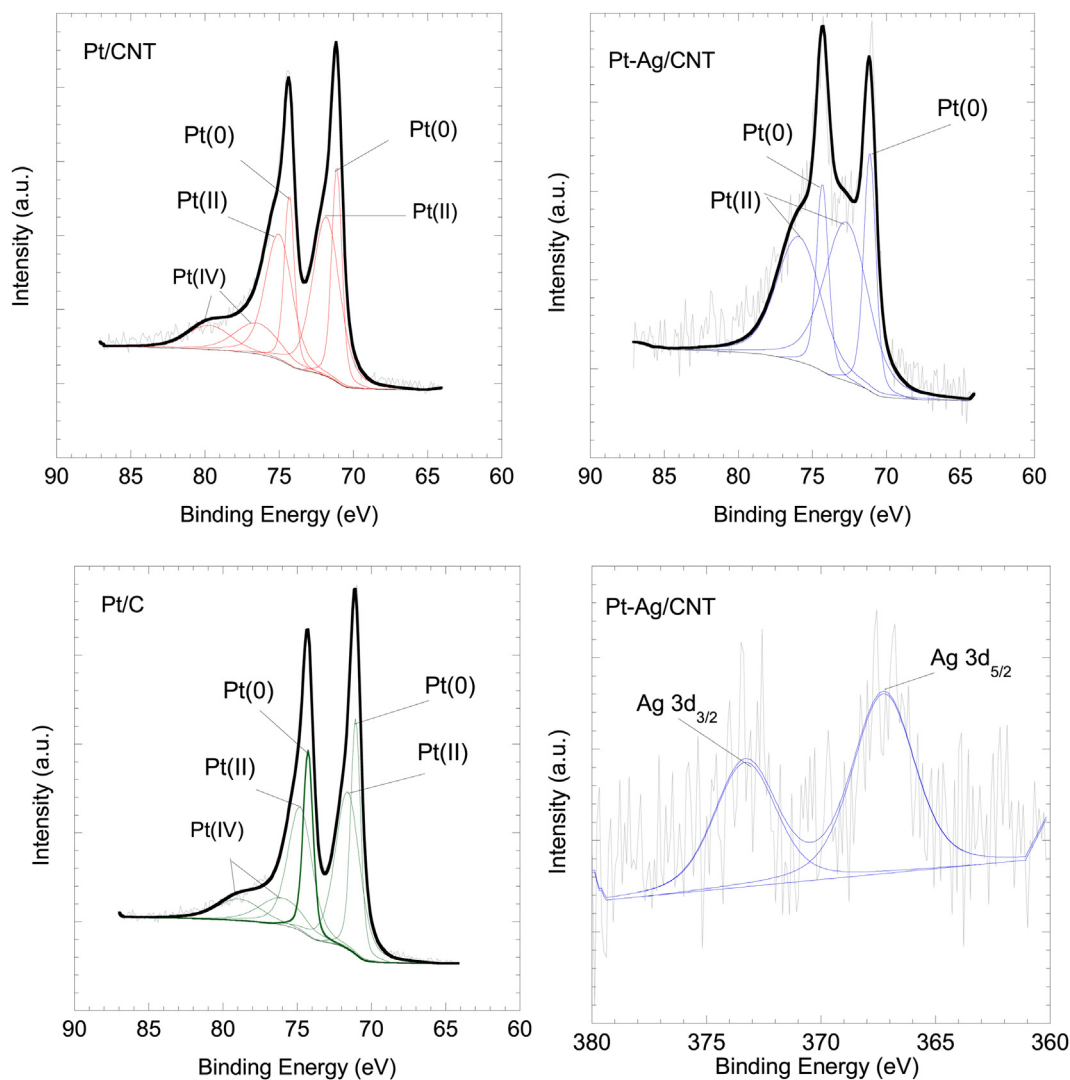 Pt/CNT
Pt(0)
Pt(0)
Pt(II)
Pt(II)
Pt(IV)
Intensity (a.u.)
90 85 80 75 70 65 60
Binding Energy (eV)
Pt-Ag/CNT
Pt(0)
Pt(0)
Pt(II)
Intensity (a.u.)
90 85 80 75 70 65 60
Binding Energy (eV)
Pt/C
Pt(0)
Pt(0)
Pt(II)
Pt(II)
Pt(IV)
Intensity (a.u.)
90 85 80 75 70 65 60
Binding Energy (eV)
Pt-Ag/CNT
Ag 3d5/2
Ag 3d3/2
Intensity (a.u.)
380 375 370 365 360
Binding Energy (eV)